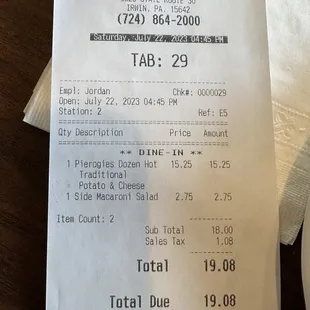 STATE ROUTE 30
IRWIN, PA. 15642
(724) 864-2000
Saturday, July 22, 2023 04:45 PM
TAB: 29
Empl: Jordan Chk#: 0000029
Open: July 22, 2023 04:45 PM
Station: 2 Ref: E5
Qty Description Price Amount
** DINE-IN **
1 Pierogies Dozen Hot 15.25 15.25
Traditional
Potato & Cheese
1 Side Macaroni Salad 2.75 2.75
Item Count: 2
Sub Total 18.00
Sales Tax 1.08
Total 19.08
Total Due 19.08